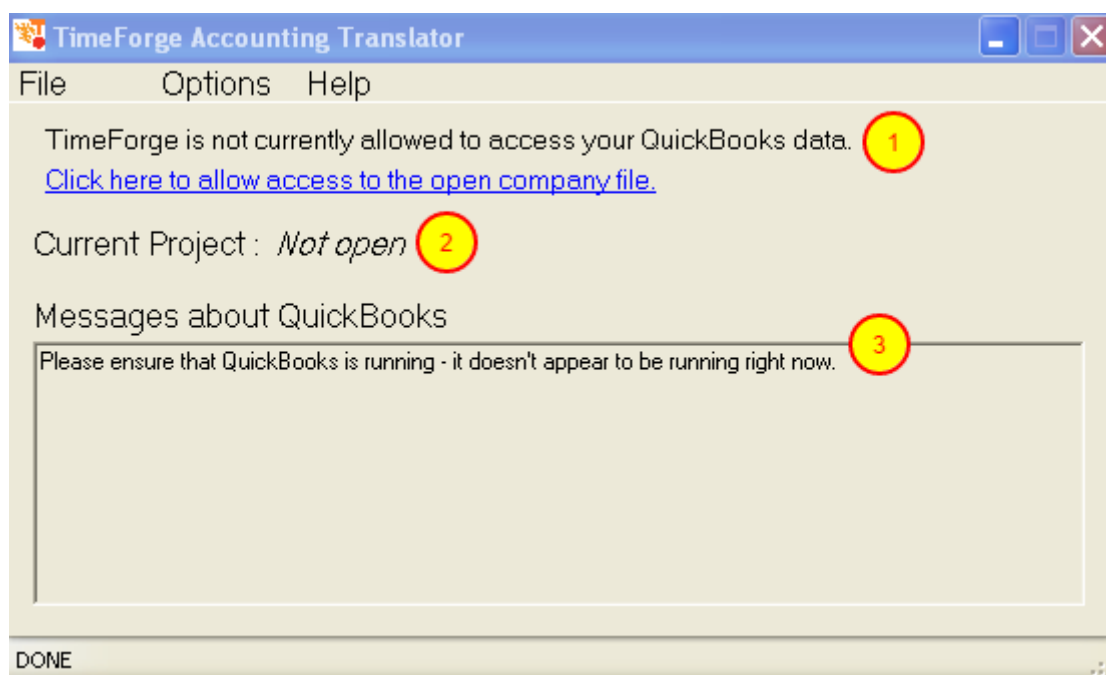 TimeForge Accounting Translator
File Options Help
TimeForge is not currently allowed to access your QuickBooks data. 1
Click here to allow access to the open company file.
Current Project : Not open 2
Messages about QuickBooks
3
Please ensure that QuickBooks is running - it doesn't appear to be running right now.
DONE